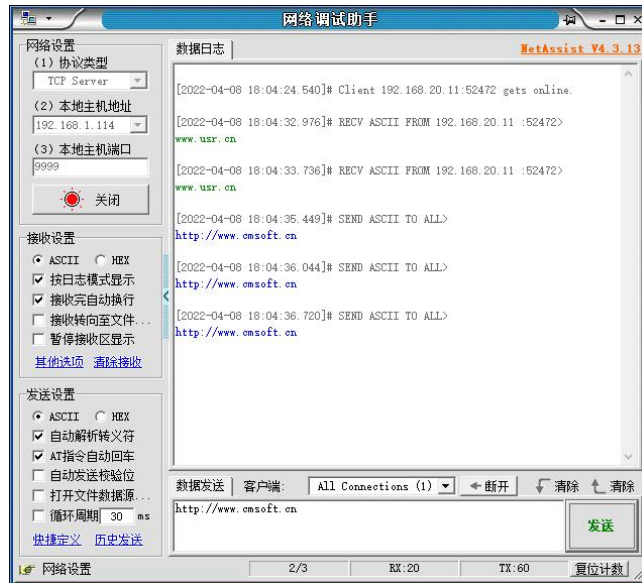 网络调试助手
网络设置
(1) 协议类型
TCP Server
(2) 本地主机地址
192.168.1.114
(3) 本地主机端口
9999
关闭
接收设置
ASCII HEX
按日志模式显示
接收完自动换行
接收转向至文件...
暂停接收区显示
其他选项 清除接收
发送设置
ASCII HEX
自动解析转义符
AT指令自动回车
自动发送校验位
打开文件数据源...
循环周期 30 ms
快捷定义 历史发送
数据日志 NetAssist V4.3.13
[2022-04-08 18:04:24.540]# Client 192.168.20.11:52472 gets online.
[2022-04-08 18:04:32.976]# RECV ASCII FROM 192.168.20.11 :52472>
www.usr.cn
[2022-04-08 18:04:33.736]# RECV ASCII FROM 192.168.20.11 :52472>
www.usr.cn
[2022-04-08 18:04:35.449]# SEND ASCII TO ALL>
http://www.cmsoft.cn
[2022-04-08 18:04:36.044]# SEND ASCII TO ALL>
http://www.cmsoft.cn
[2022-04-08 18:04:36.720]# SEND ASCII TO ALL>
http://www.cmsoft.cn
数据发送 客户端: All Connections (1) 断开 清除 清除
http://www.cmsoft.cn
发送
网络设置 2/3 RX:20 TX:60 复位计数